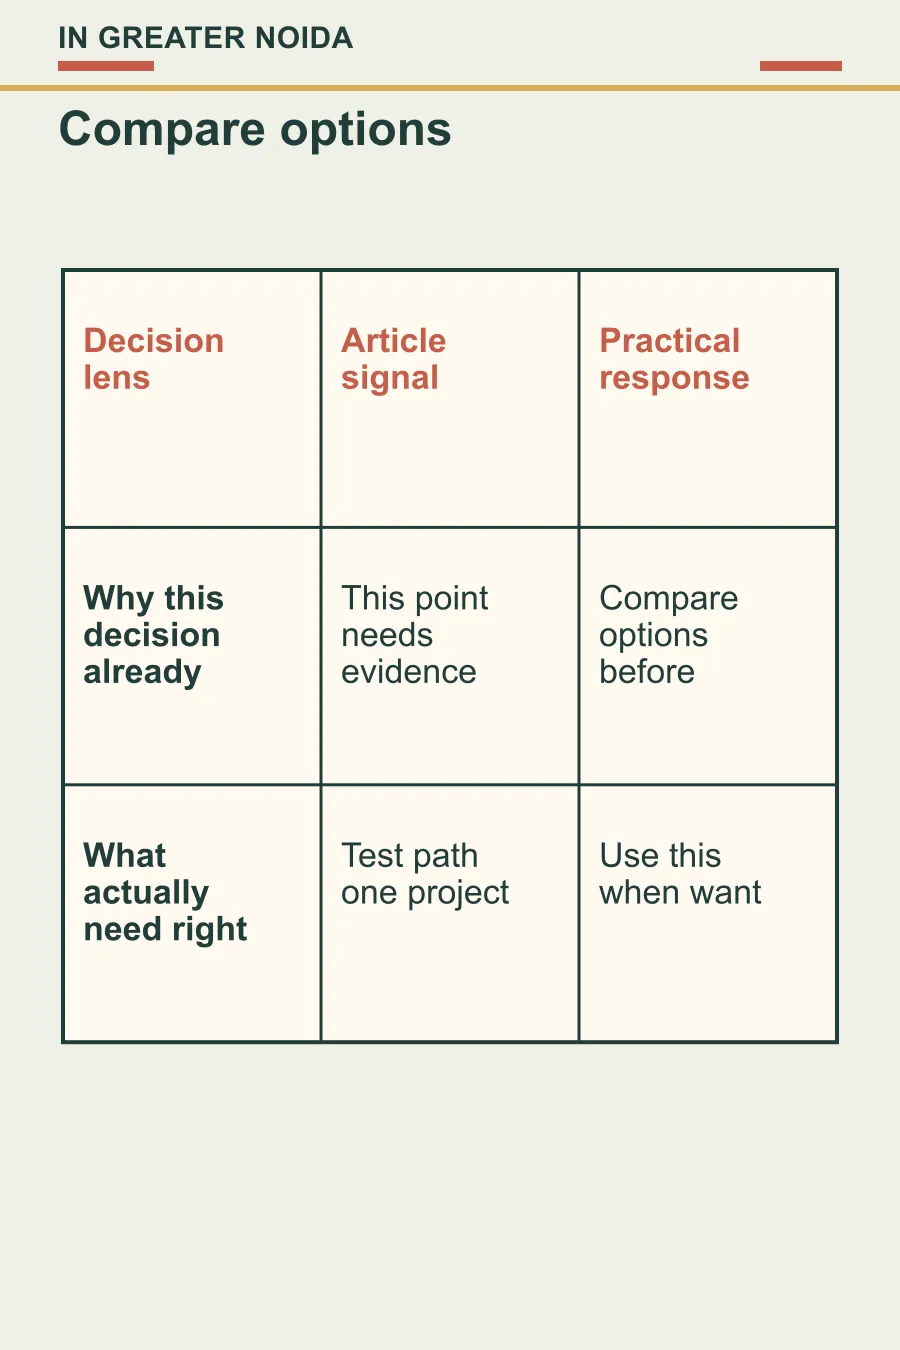 IN GREATER NOIDA
Compare options
Decision
lens
Article
signal
Practical
response
Why this
decision
already
This point
needs
evidence
Compare
options
before
What
actually
need right
Test path
one project
Use this
when want